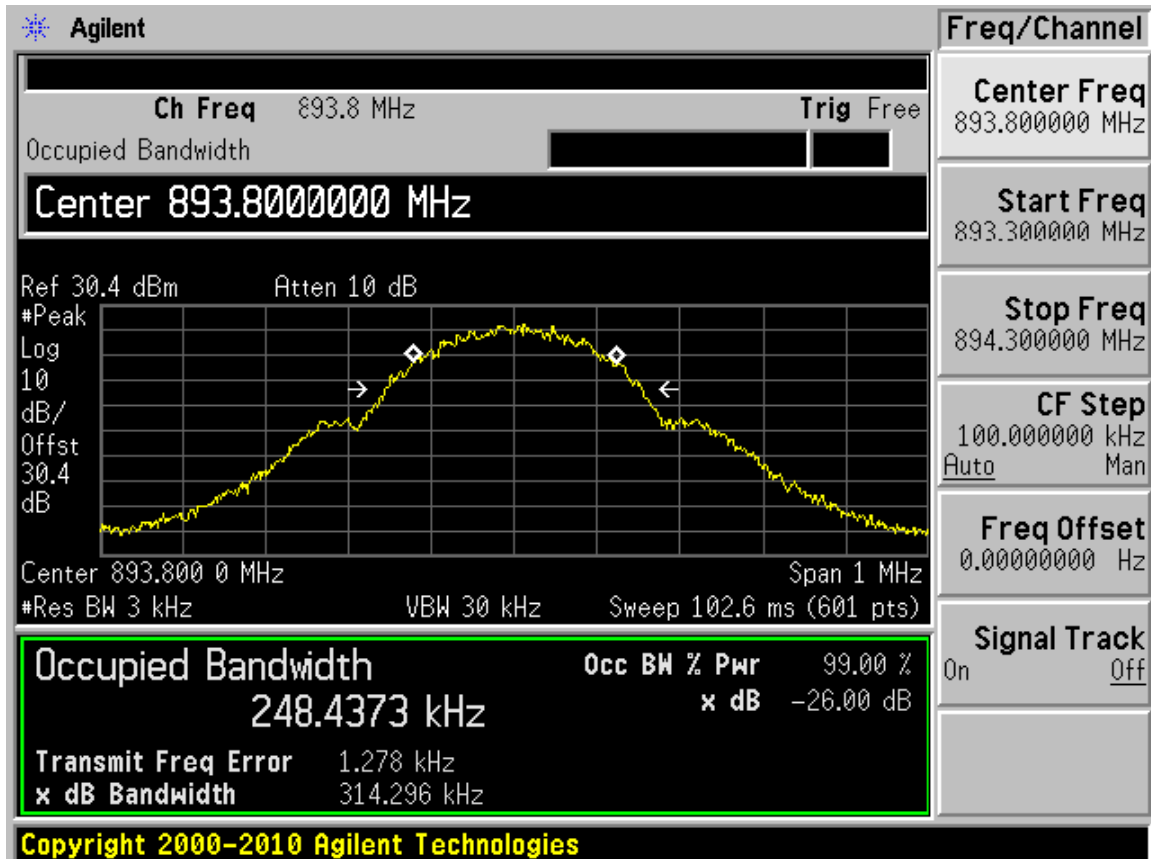 Agilent
Freq/Channel
Ch Freq 893.8 MHz Trig Free
Occupied Bandwidth
Center 893.8000000 MHz
Ref 30.4 dBm Atten 10 dB
#Peak
Log
10
dB/
Offst
30.4
dB
Center 893.800 0 MHz Span 1 MHz
#Res BW 3 kHz VBW 30 kHz Sweep 102.6 ms (601 pts)
Occupied Bandwidth Occ BW % Pwr 99.00 %
248.4373 kHz x dB -26.00 dB
Transmit Freq Error 1.278 kHz
x dB Bandwidth 314.296 kHz
Center Freq
893.800000 MHz
Start Freq
893.300000 MHz
Stop Freq
894.300000 MHz
CF Step
100.000000 kHz
Auto Man
Freq Offset
0.00000000 Hz
Signal Track
On Off
Copyright 2000-2010 Agilent Technologies